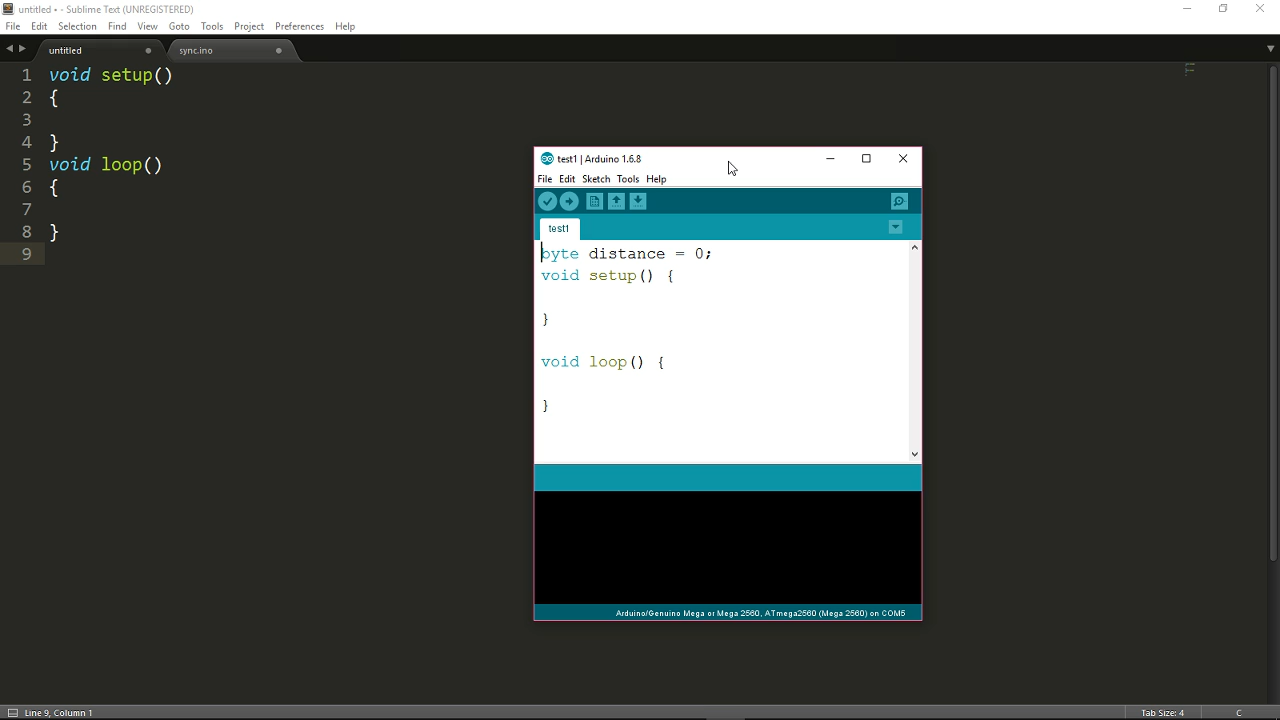 untitled • - Sublime Text (UNREGISTERED)
File Edit Selection Find View Goto Tools Project Preferences Help
untitled sync.ino
1 void setup()
2 {
3
4 }
5 void loop()
6 {
7
8 }
9
test1 | Arduino 1.6.8
File Edit Sketch Tools Help
test1
byte distance = 0;
void setup() {
}
void loop() {
}
Arduino/Genuino Mega or Mega 2560, ATmega2560 (Mega 2560) on COM5
Line 9, Column 1 Tab Size: 4 C